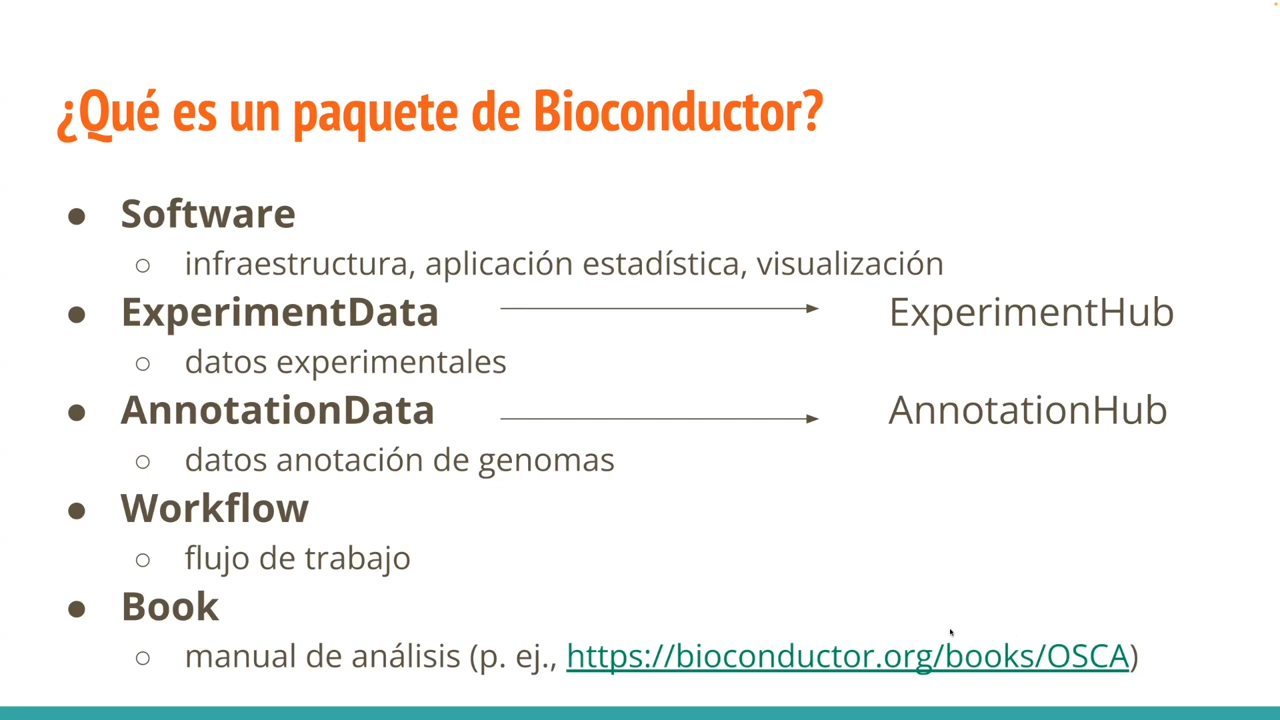 ¿Qué es un paquete de Bioconductor?
● Software
○ infraestructura, aplicación estadística, visualización
● ExperimentData ExperimentHub
○ datos experimentales
● AnnotationData AnnotationHub
○ datos anotación de genomas
● Workflow
○ flujo de trabajo
● Book
○ manual de análisis (p. ej., https://bioconductor.org/books/OSCA)